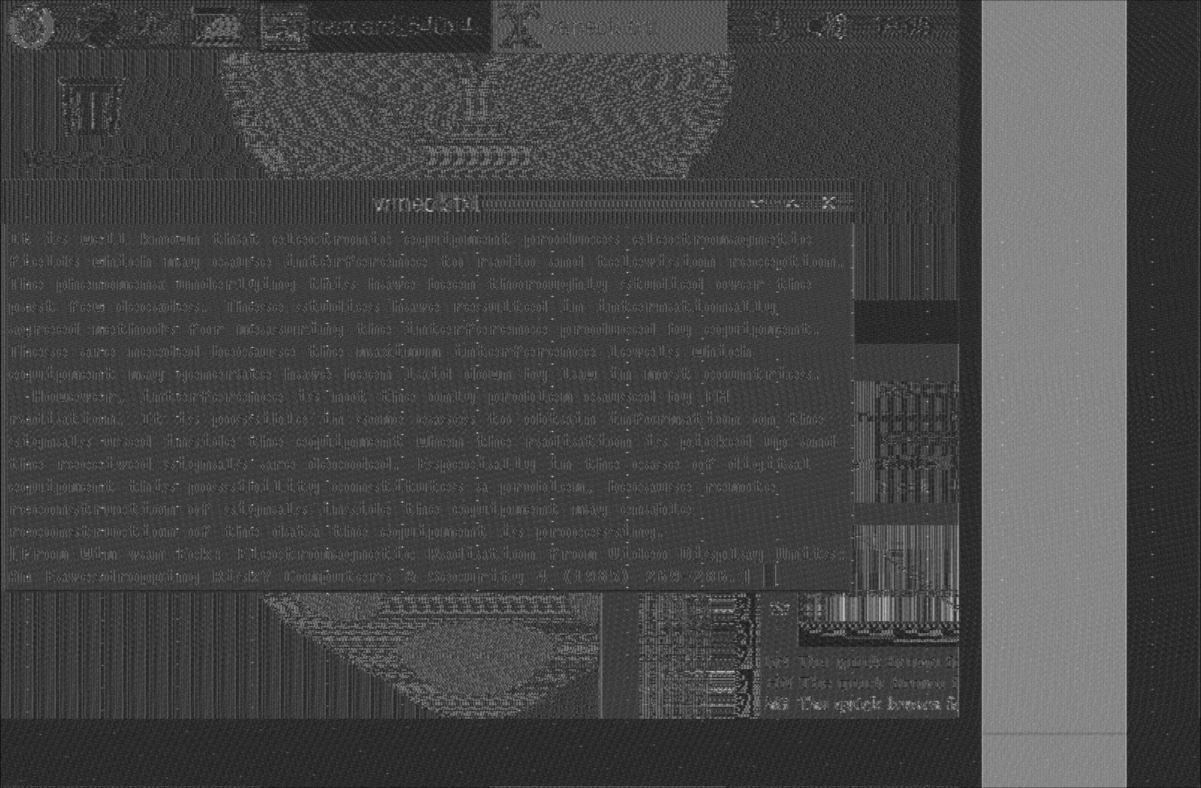 vrmeck.txt
It is well known that electronic equipment produces electromagnetic
fields which may cause interference to radio and television reception.
The phenomena underlying this have been thoroughly studied over the
past few decades. These studies have resulted in internationally
agreed methods for measuring the interference produced by equipment.
These are needed because the maximum interference levels which
equipment may generate have been laid down by law in most countries.
However, interference is not the only problem caused by EM
radiation. It is possible in some cases to obtain information on the
signals used inside the equipment when the radiation is picked up and
the received signals are decoded. Especially in the case of digital
equipment this possibility constitutes a problem, because remote
reconstruction of signals inside the equipment may enable
reconstruction of the data the equipment is processing.
[From Wim van Eck: Electromagnetic Radiation from Video Display Units:
An Eavesdropping Risk? Computers & Security 4 (1985) 269-286.]
The quick brown
The quick brown
The quick brown